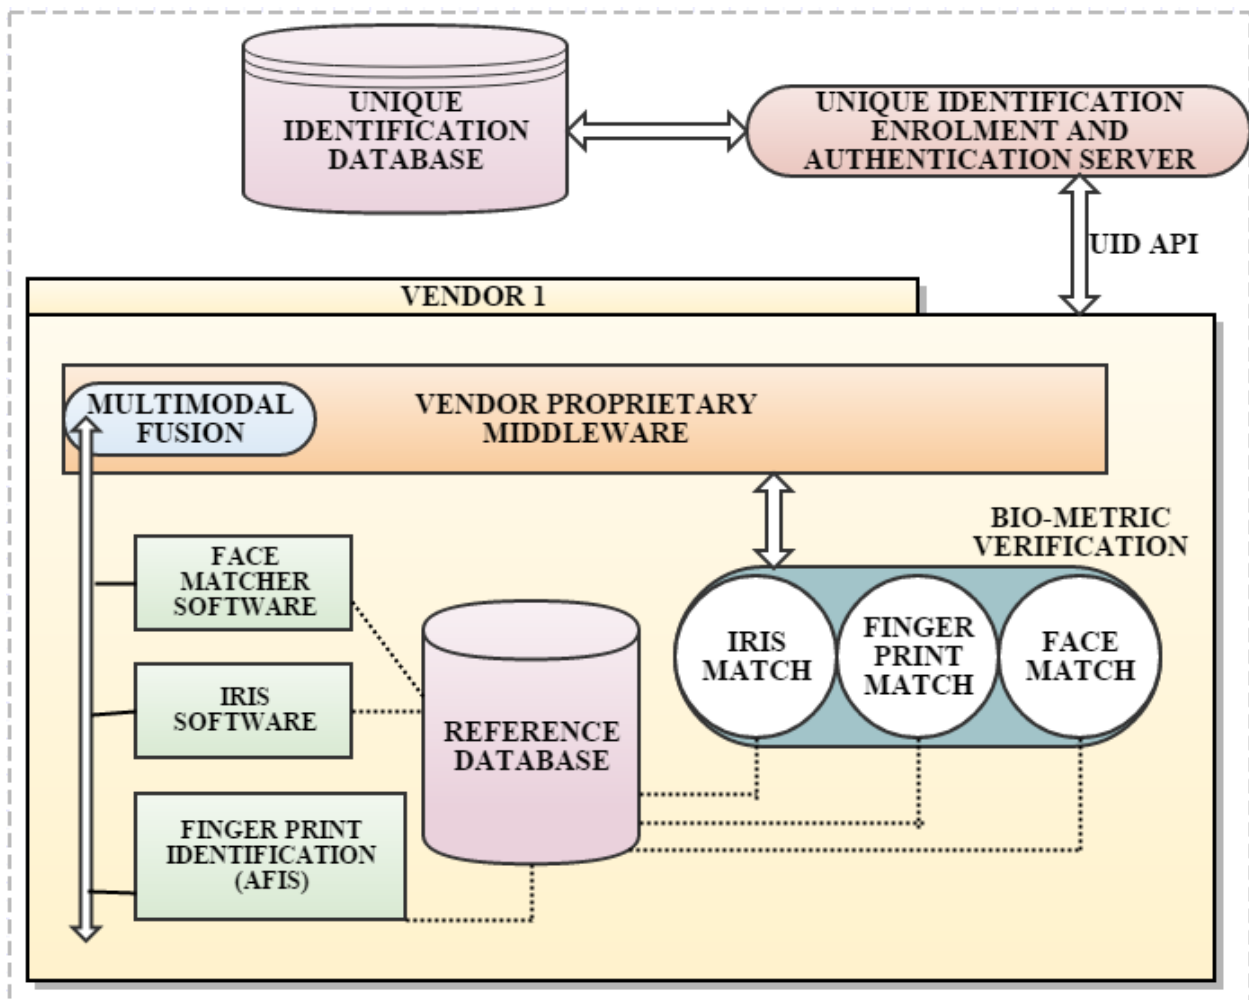 UNIQUE
IDENTIFICATION
DATABASE
UNIQUE IDENTIFICATION
ENROLMENT AND
AUTHENTICATION SERVER
UID API
VENDOR 1
MULTIMODAL
FUSION
VENDOR PROPRIETARY
MIDDLEWARE
BIO-METRIC
VERIFICATION
FACE
MATCHER
SOFTWARE
IRIS
SOFTWARE
FINGER PRINT
IDENTIFICATION
(AFIS)
REFERENCE
DATABASE
IRIS
MATCH
FINGER
PRINT
MATCH
FACE
MATCH